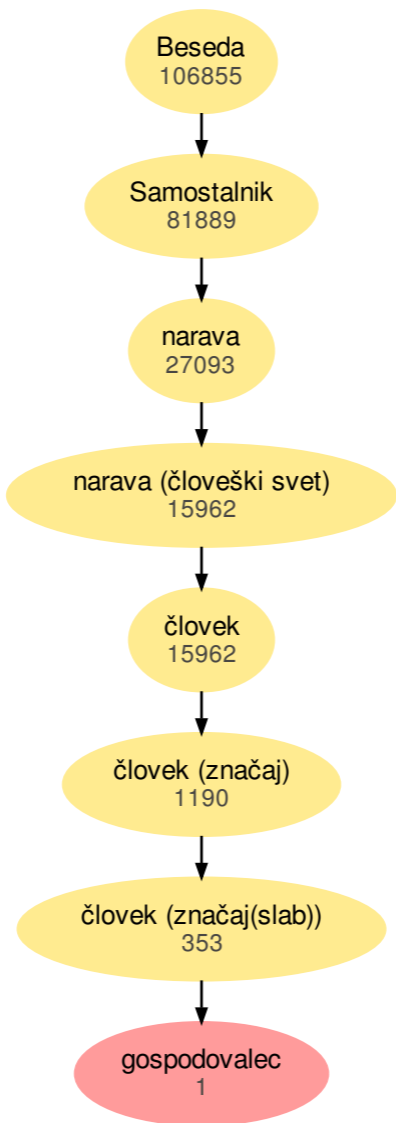 Beseda
106855
Samostalnik
81889
narava
27093
narava (človeški svet)
15962
človek
15962
človek (značaj)
1190
človek (značaj(slab))
353
gospodovalec
1